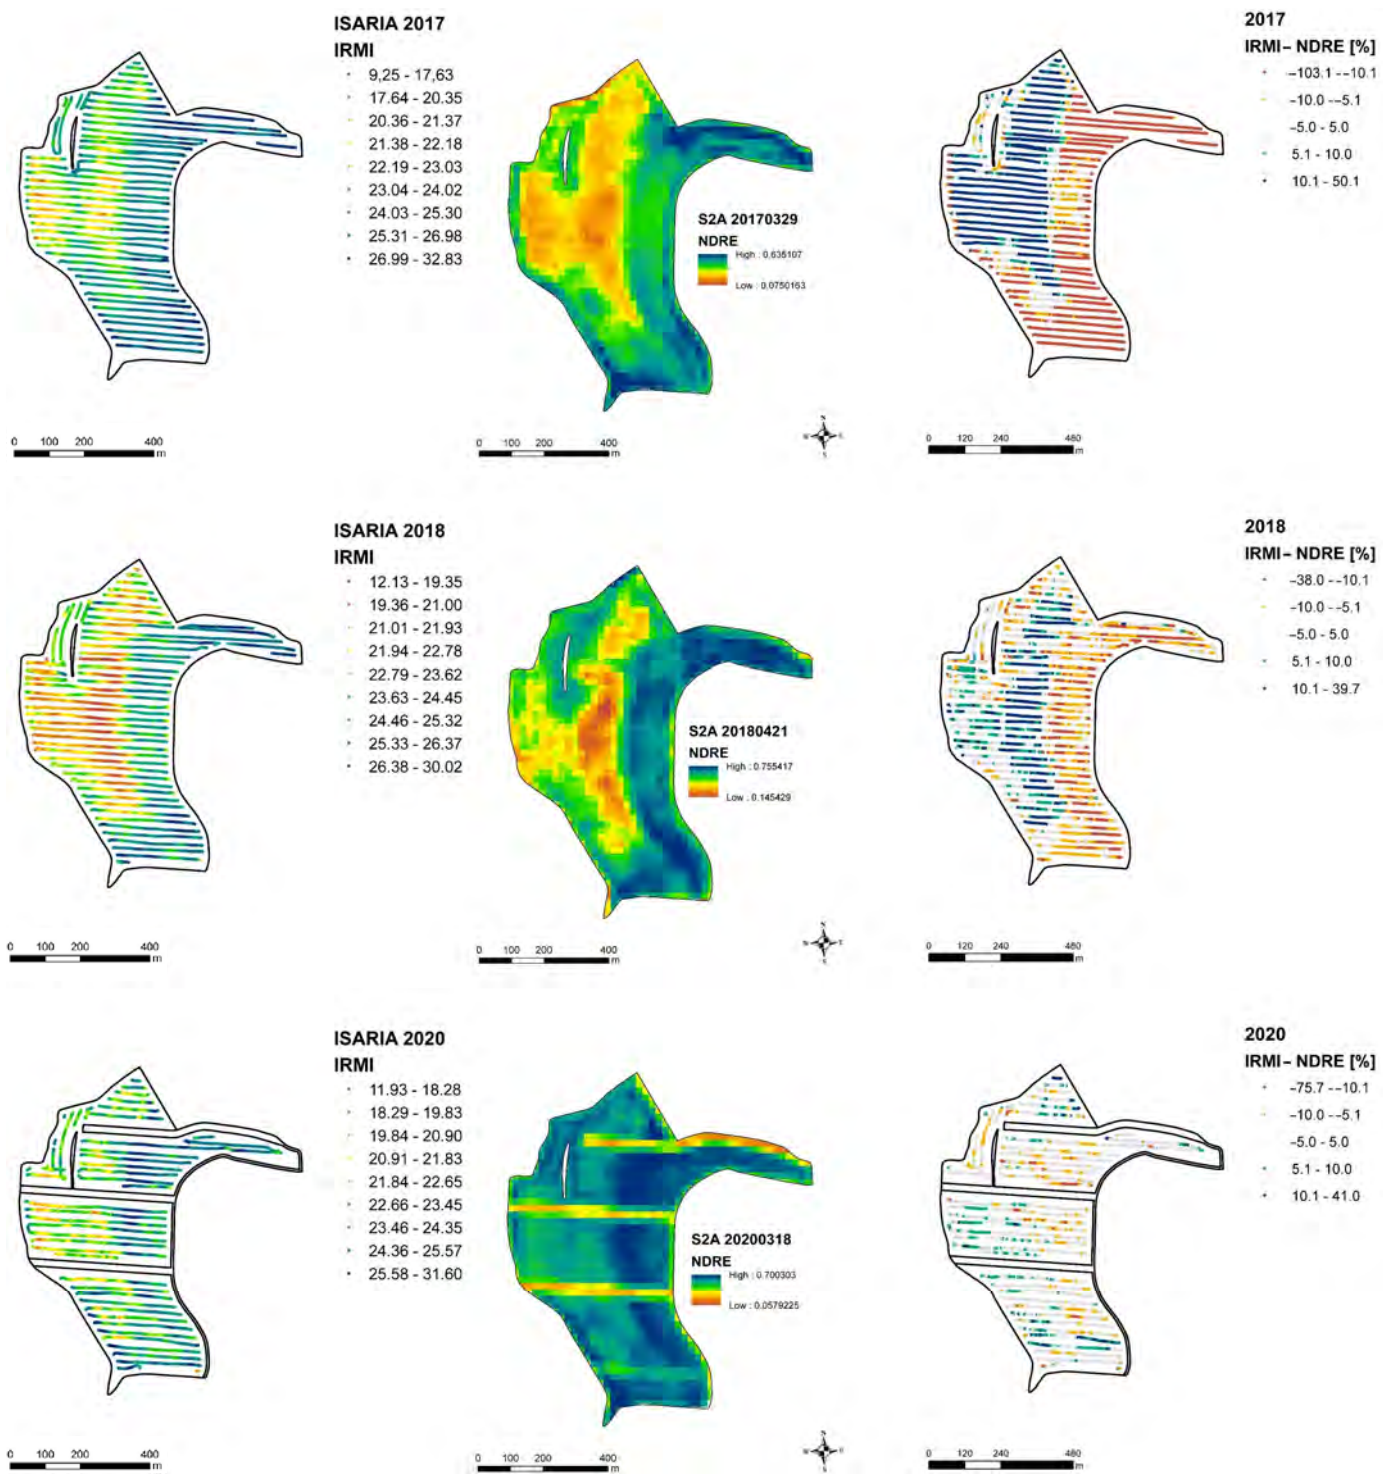 ISARIA 2017
IRMI
9,25 - 17,63
17.64 - 20.35
20.36 - 21.37
21.38 - 22.18
22.19 - 23.03
23.04 - 24.02
24.03 - 25.30
25.31 - 26.98
26.99 - 32.83
0 100 200 400
m
S2A 20170329
NDRE
High : 0.635107
Low : 0.0750163
0 100 200 400
m
N
W E
S
2017
IRMI – NDRE [%]
–103.1 - –10.1
–10.0 – –5.1
–5.0 - 5.0
5.1 - 10.0
10.1 - 50.1
0 120 240 480
m
ISARIA 2018
IRMI
12.13 - 19.35
19.36 - 21.00
21.01 - 21.93
21.94 - 22.78
22.79 - 23.62
23.63 - 24.45
24.46 - 25.32
25.33 - 26.37
26.38 - 30.02
0 100 200 400
m
S2A 20180421
NDRE
High : 0.755417
Low : 0.145429
0 100 200 400
m
N
W E
S
2018
IRMI – NDRE [%]
–38.0 - –10.1
–10.0 – –5.1
–5.0 - 5.0
5.1 - 10.0
10.1 - 39.7
0 120 240 480
m
ISARIA 2020
IRMI
11.93 - 18.28
18.29 - 19.83
19.84 - 20.90
20.91 - 21.83
21.84 - 22.65
22.66 - 23.45
23.46 - 24.35
24.36 - 25.57
25.58 - 31.60
0 100 200 400
m
S2A 20200318
NDRE
High : 0.700303
Low : 0.0579225
0 100 200 400
m
N
W E
S
2020
IRMI – NDRE [%]
–75.7 - –10.1
–10.0 – –5.1
–5.0 - 5.0
5.1 - 10.0
10.1 - 41.0
0 120 240 480
m